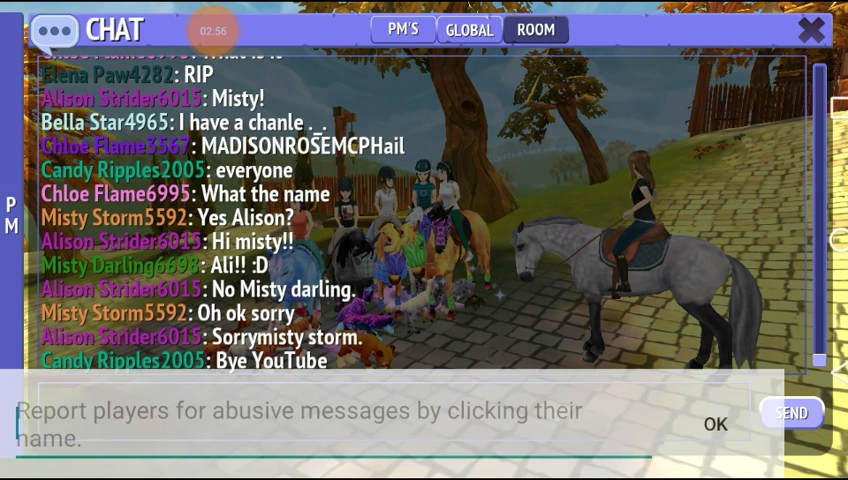 CHAT
02:56
PM'S
GLOBAL
ROOM
Elena Paw4282: RIP
Alison Strider6015: Misty!
Bella Star4965: I have a chanle ._.
Chloe Flame3567: MADISONROSEMCPHail
Candy Ripples2005: everyone
Chloe Flame6995: What the name
Misty Storm5592: Yes Alison?
Alison Strider6015: Hi misty!!
Misty Darling6698: Ali!! :D
Alison Strider6015: No Misty darling.
Misty Storm5592: Oh ok sorry
Alison Strider6015: Sorrymisty storm.
Candy Ripples2005: Bye YouTube
PM
Report players for abusive messages by clicking their
name.
OK
SEND